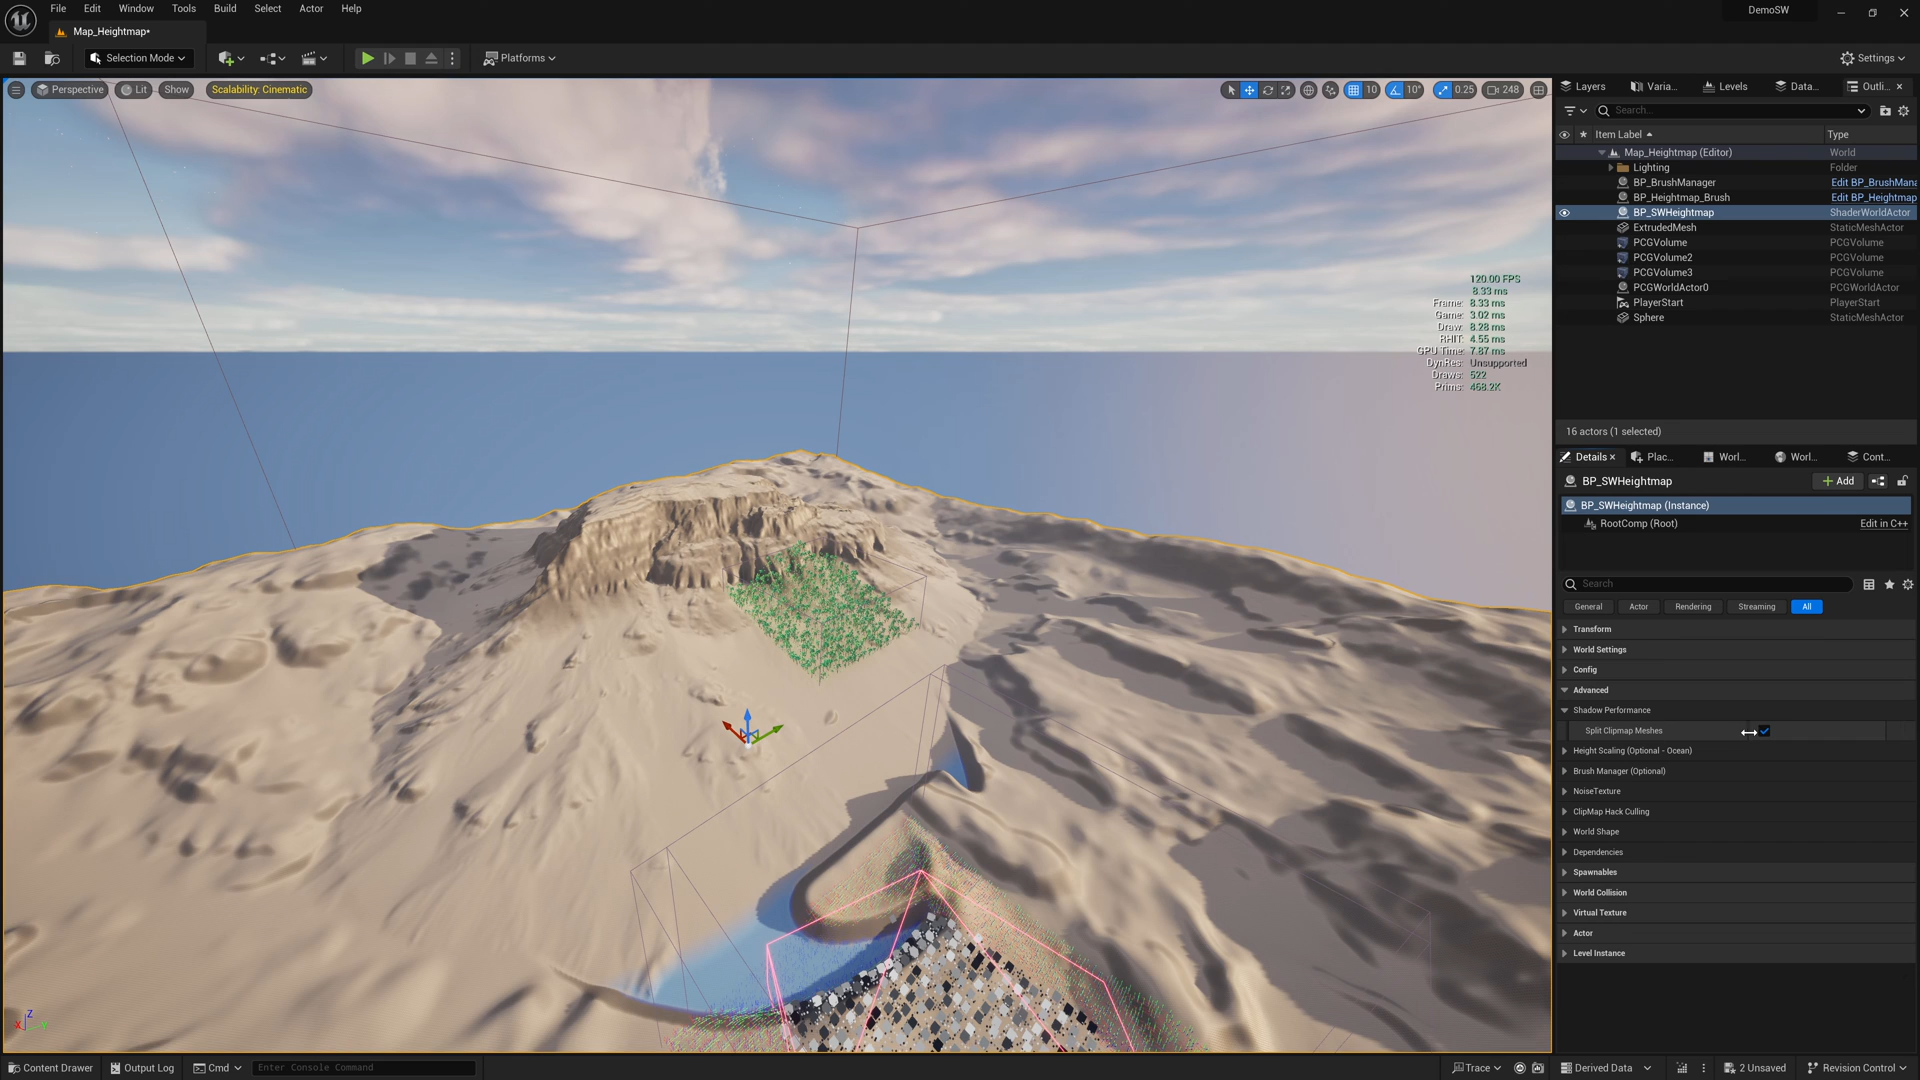 File Edit Window Tools Build Select Actor Help
DemoSW
Map_Heightmap*
Selection Mode
Platforms
Settings
Perspective Lit Show Scalability: Cinematic
10 10° 0.25 248
Layers Varia... Levels Data... Outli...
Search...
Item Label Type
Map_Heightmap (Editor) World
Lighting Folder
BP_BrushManager Edit BP_BrushMana
BP_Heightmap_Brush Edit BP_Heightmap
BP_SWHeightmap ShaderWorldActor
ExtrudedMesh StaticMeshActor
PCGVolume PCGVolume
PCGVolume2 PCGVolume
PCGVolume3 PCGVolume
PCGWorldActor0 PCGWorldActor
PlayerStart PlayerStart
Sphere StaticMeshActor
120.00 FPS
8.33 ms
Frame: 8.33 ms
Game: 3.02 ms
Draw: 8.28 ms
RHIT: 4.55 ms
GPU Time: 7.87 ms
DynRes: Unsupported
Draws: 522
Prims: 468.2K
16 actors (1 selected)
Details Plac... Worl... Worl... Cont...
BP_SWHeightmap Add
BP_SWHeightmap (Instance)
RootComp (Root) Edit in C++
Search
General Actor Rendering Streaming All
Transform
World Settings
Config
Advanced
Shadow Performance
Split Clipmap Meshes
Height Scaling (Optional - Ocean)
Brush Manager (Optional)
NoiseTexture
ClipMap Hack Culling
World Shape
Dependencies
Spawnables
World Collision
Virtual Texture
Actor
Level Instance
Z
X Y
Content Drawer Output Log Cmd Enter Console Command
Trace Derived Data 2 Unsaved Revision Control